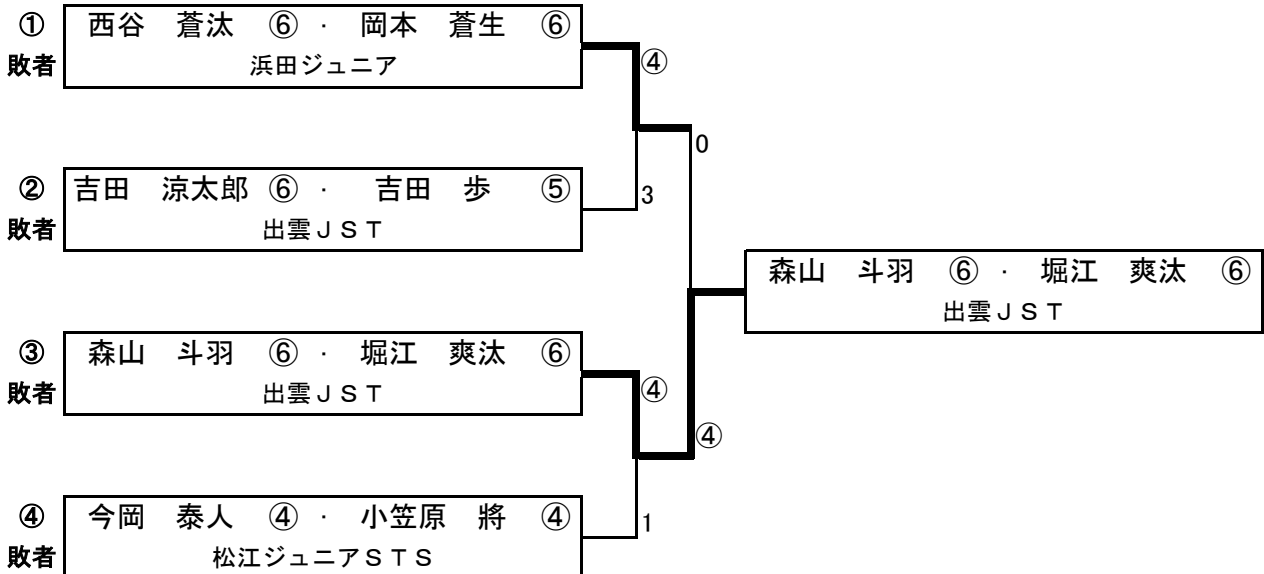 ① 西谷 蒼汰 ⑥ ・ 岡本 蒼生 ⑥
敗者 浜田ジュニア
④
0
② 吉田 涼太郎 ⑥ ・ 吉田 歩 ⑤
3
敗者 出雲ＪＳＴ
森山 斗羽 ⑥ ・ 堀江 爽汰 ⑥
出雲ＪＳＴ
③ 森山 斗羽 ⑥ ・ 堀江 爽汰 ⑥
敗者 出雲ＪＳＴ
④
④
④ 今岡 泰人 ④ ・ 小笠原 將 ④
1
敗者 松江ジュニアＳＴＳ